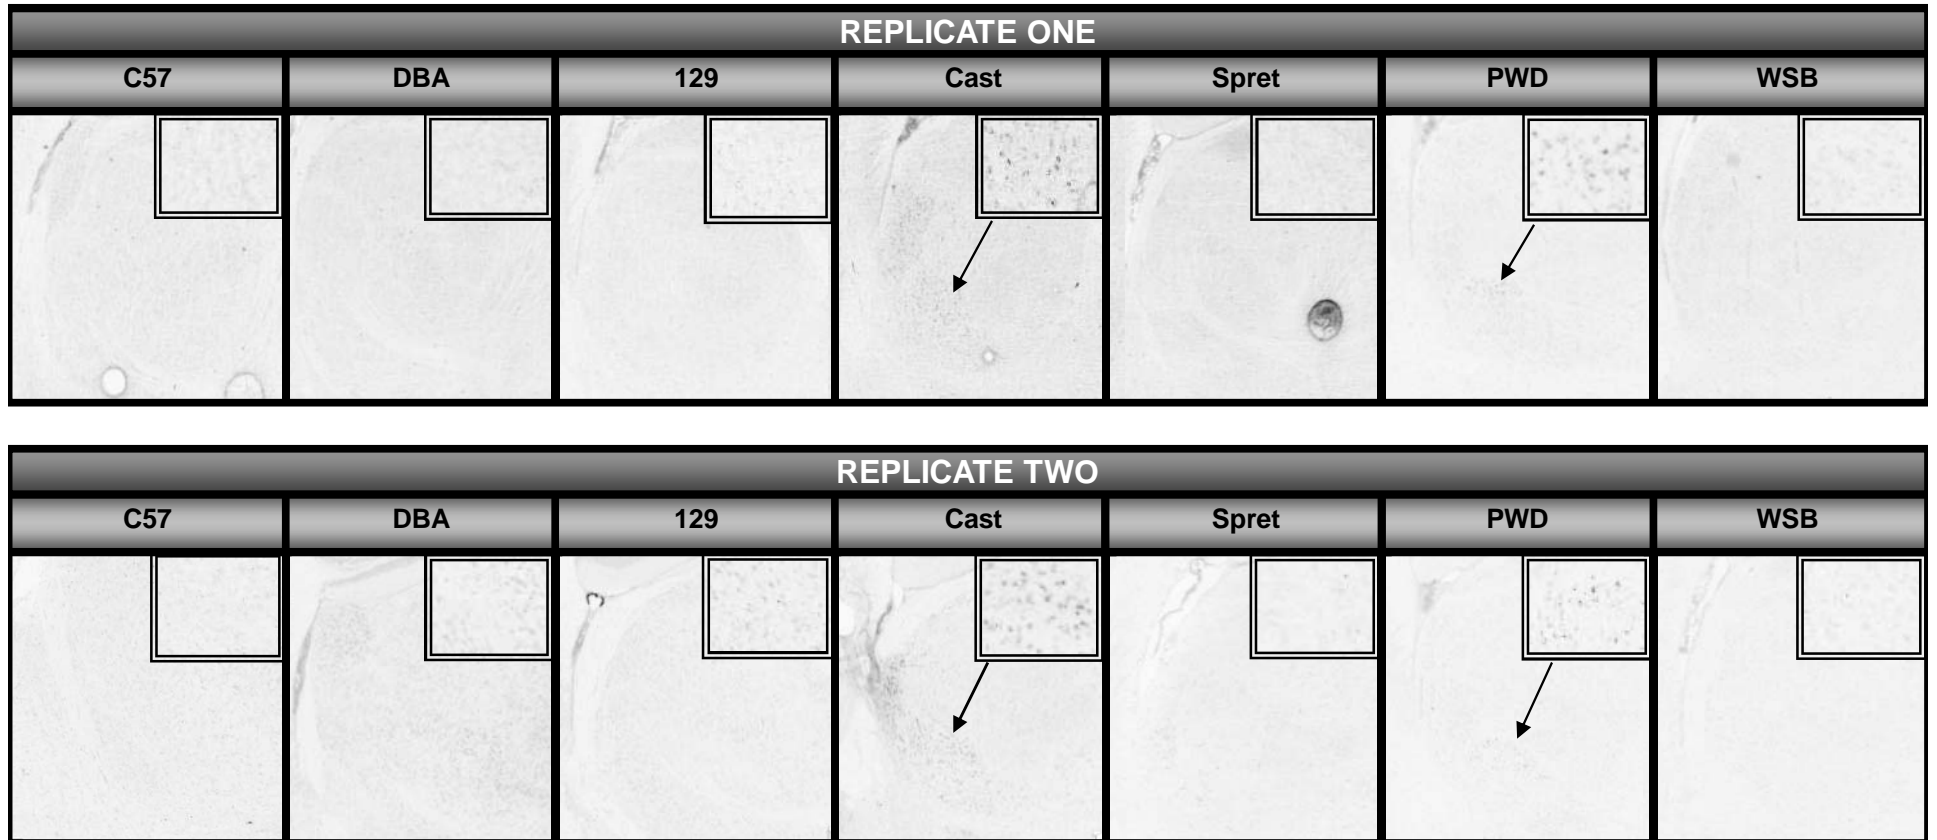 REPLICATE ONE
C57 DBA 129 Cast Spret PWD WSB
REPLICATE TWO
C57 DBA 129 Cast Spret PWD WSB